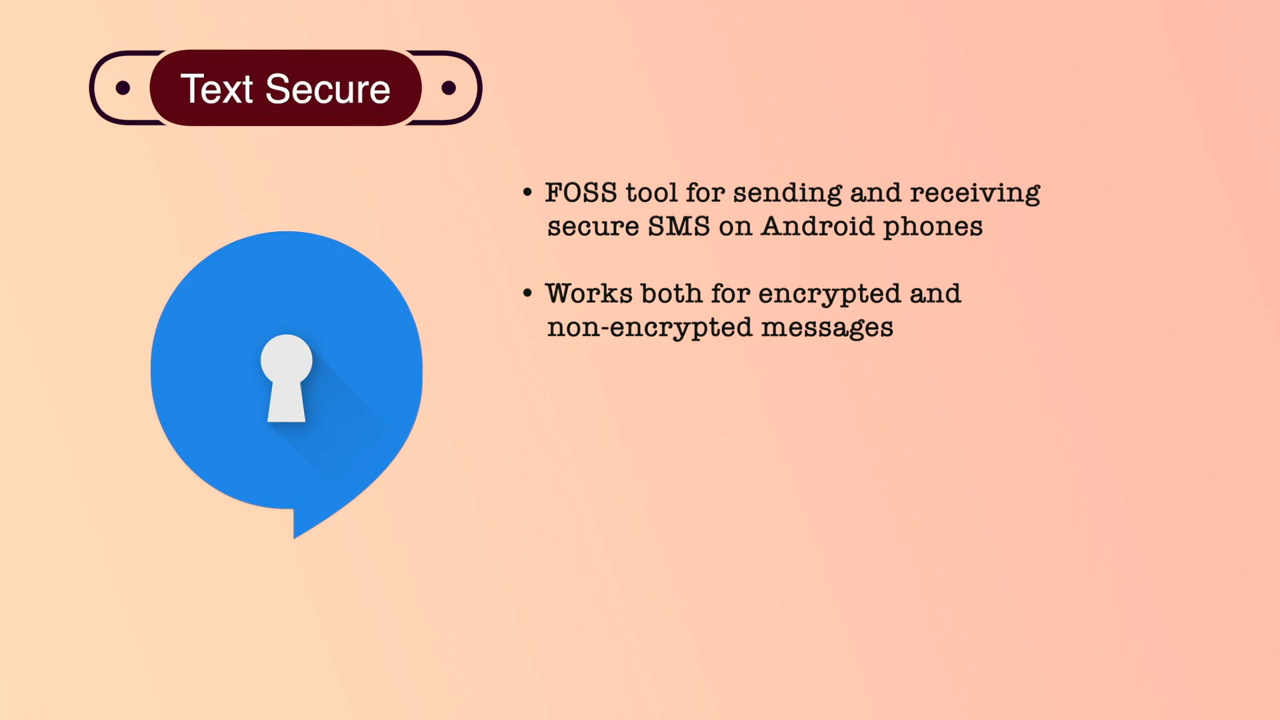 Text Secure
• FOSS tool for sending and receiving
secure SMS on Android phones
• Works both for encrypted and
non-encrypted messages